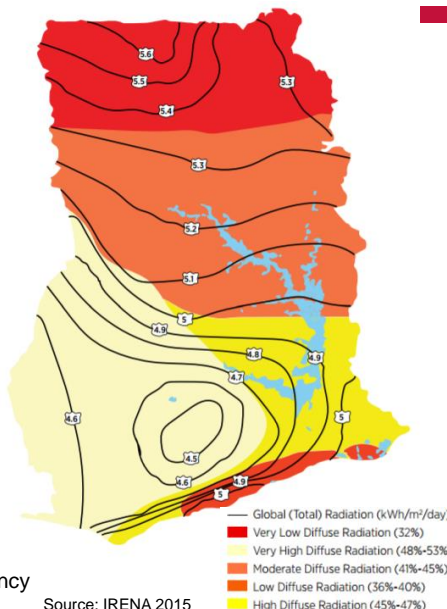 5.6
5.5
5.3
5.4
5.3
5.2
5.1
5
4.9
4.8
4.9
4.7
4.6
5
4.5
4.6
4.9
5
Global (Total) Radiation (kWh/m²/day)
Very Low Diffuse Radiation (32%)
Very High Diffuse Radiation (48%-53%)
Moderate Diffuse Radiation (41%-45%)
Low Diffuse Radiation (36%-40%)
High Diffuse Radiation (45%-47%)
ncy
Source: IRENA 2015